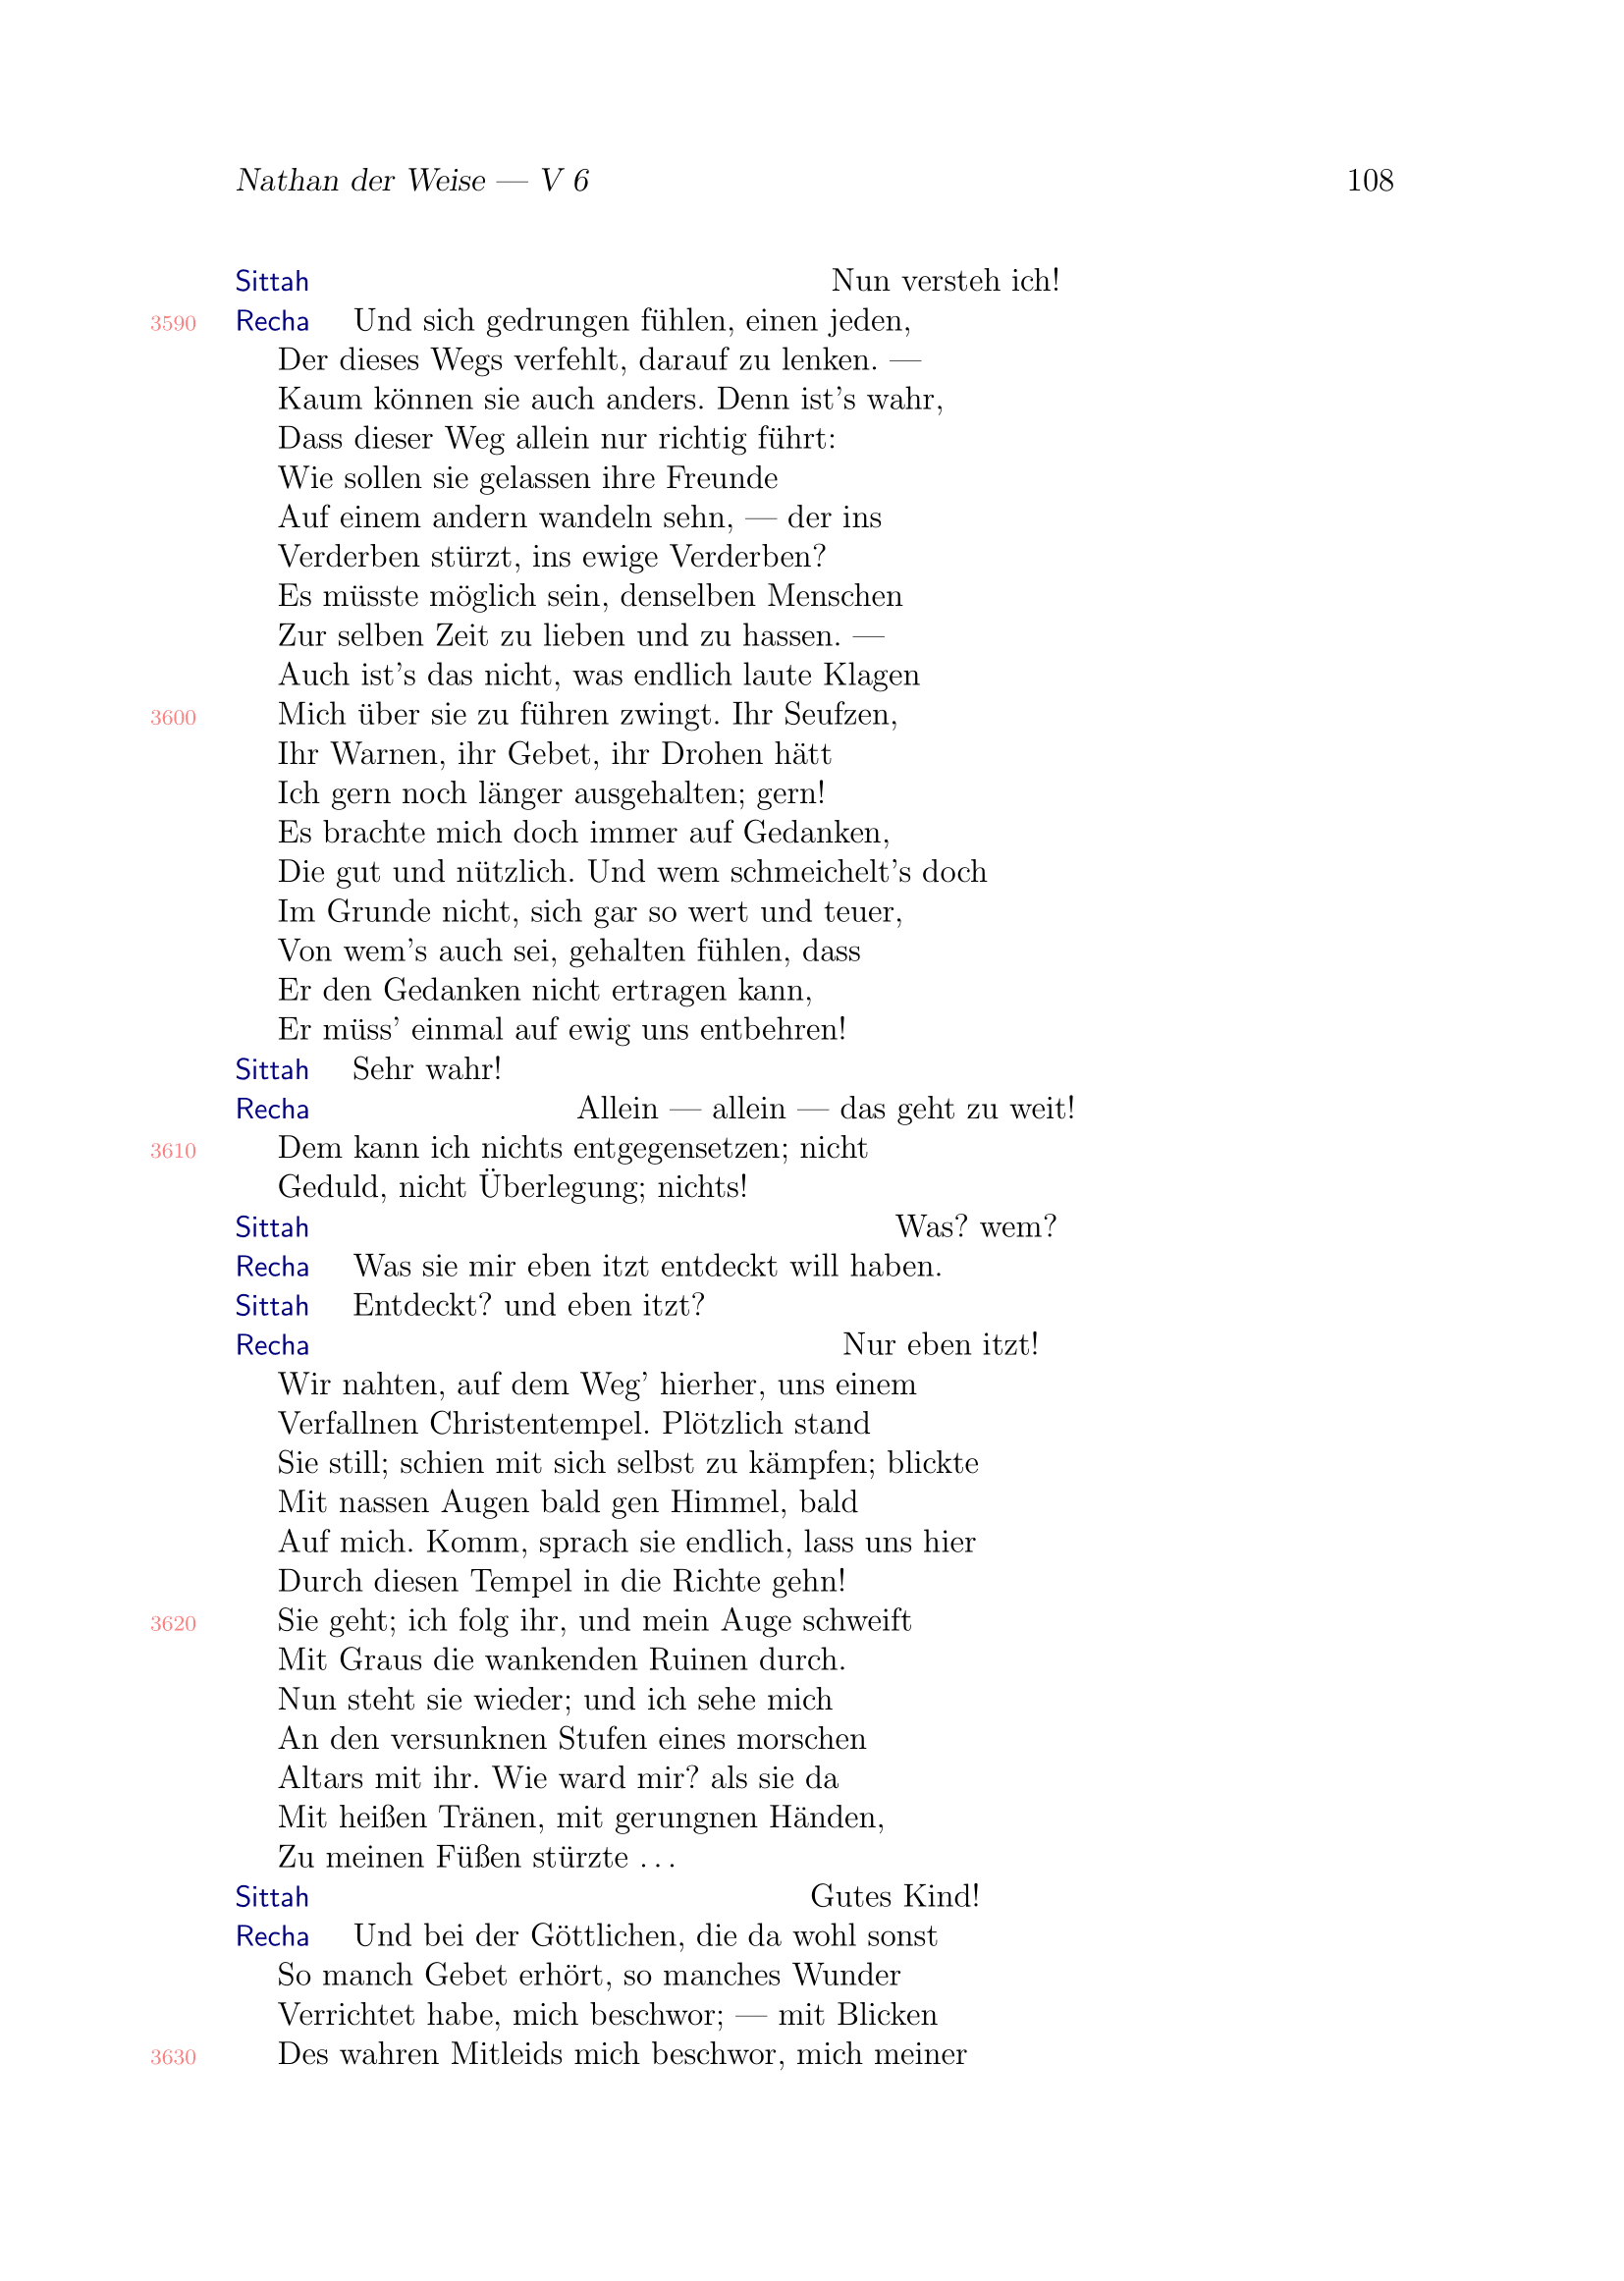 Nathan der Weise — V 6 108
Sittah Nun versteh ich!
3590 Recha Und sich gedrungen fühlen, einen jeden,
Der dieses Wegs verfehlt, darauf zu lenken. —
Kaum können sie auch anders. Denn ist’s wahr,
Dass dieser Weg allein nur richtig führt:
Wie sollen sie gelassen ihre Freunde
Auf einem andern wandeln sehn, — der ins
Verderben stürzt, ins ewige Verderben?
Es müsste möglich sein, denselben Menschen
Zur selben Zeit zu lieben und zu hassen. —
Auch ist’s das nicht, was endlich laute Klagen
3600 Mich über sie zu führen zwingt. Ihr Seufzen,
Ihr Warnen, ihr Gebet, ihr Drohen hätt
Ich gern noch länger ausgehalten; gern!
Es brachte mich doch immer auf Gedanken,
Die gut und nützlich. Und wem schmeichelt’s doch
Im Grunde nicht, sich gar so wert und teuer,
Von wem’s auch sei, gehalten fühlen, dass
Er den Gedanken nicht ertragen kann,
Er müss’ einmal auf ewig uns entbehren!
Sittah Sehr wahr!
Recha Allein — allein — das geht zu weit!
3610 Dem kann ich nichts entgegensetzen; nicht
Geduld, nicht Überlegung; nichts!
Sittah Was? wem?
Recha Was sie mir eben itzt entdeckt will haben.
Sittah Entdeckt? und eben itzt?
Recha Nur eben itzt!
Wir nahten, auf dem Weg’ hierher, uns einem
Verfallnen Christentempel. Plötzlich stand
Sie still; schien mit sich selbst zu kämpfen; blickte
Mit nassen Augen bald gen Himmel, bald
Auf mich. Komm, sprach sie endlich, lass uns hier
Durch diesen Tempel in die Richte gehn!
3620 Sie geht; ich folg ihr, und mein Auge schweift
Mit Graus die wankenden Ruinen durch.
Nun steht sie wieder; und ich sehe mich
An den versunknen Stufen eines morschen
Altars mit ihr. Wie ward mir? als sie da
Mit heißen Tränen, mit gerungnen Händen,
Zu meinen Füßen stürzte . . .
Sittah Gutes Kind!
Recha Und bei der Göttlichen, die da wohl sonst
So manch Gebet erhört, so manches Wunder
Verrichtet habe, mich beschwor; — mit Blicken
3630 Des wahren Mitleids mich beschwor, mich meiner